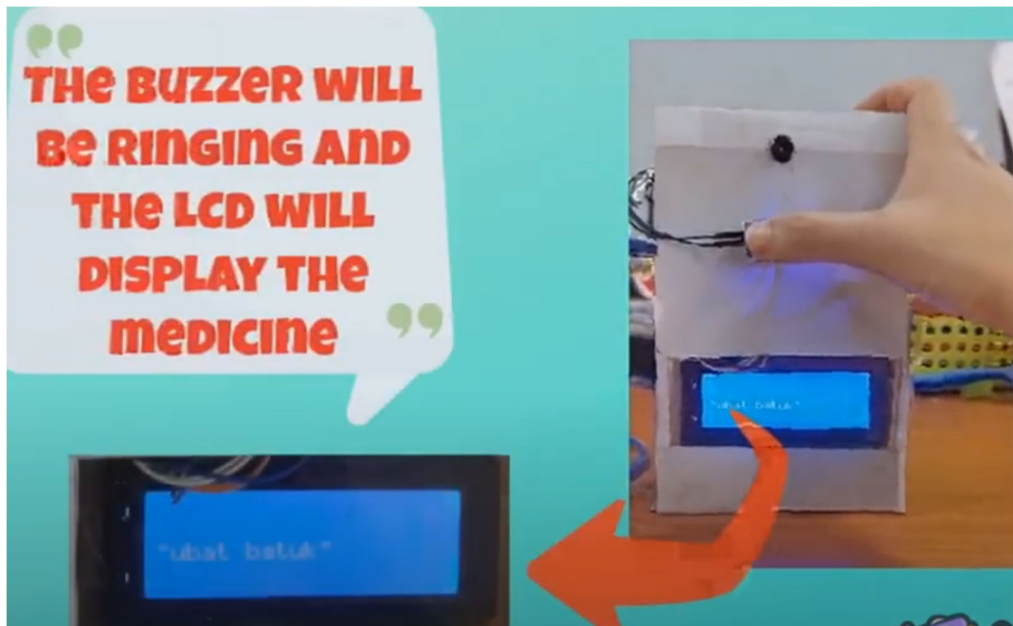 THE BUZZER WILL
BE RINGING AND
THE LCD WILL
DISPLAY THE
MEDICINE
"ubat batuk"
"ubat batuk"